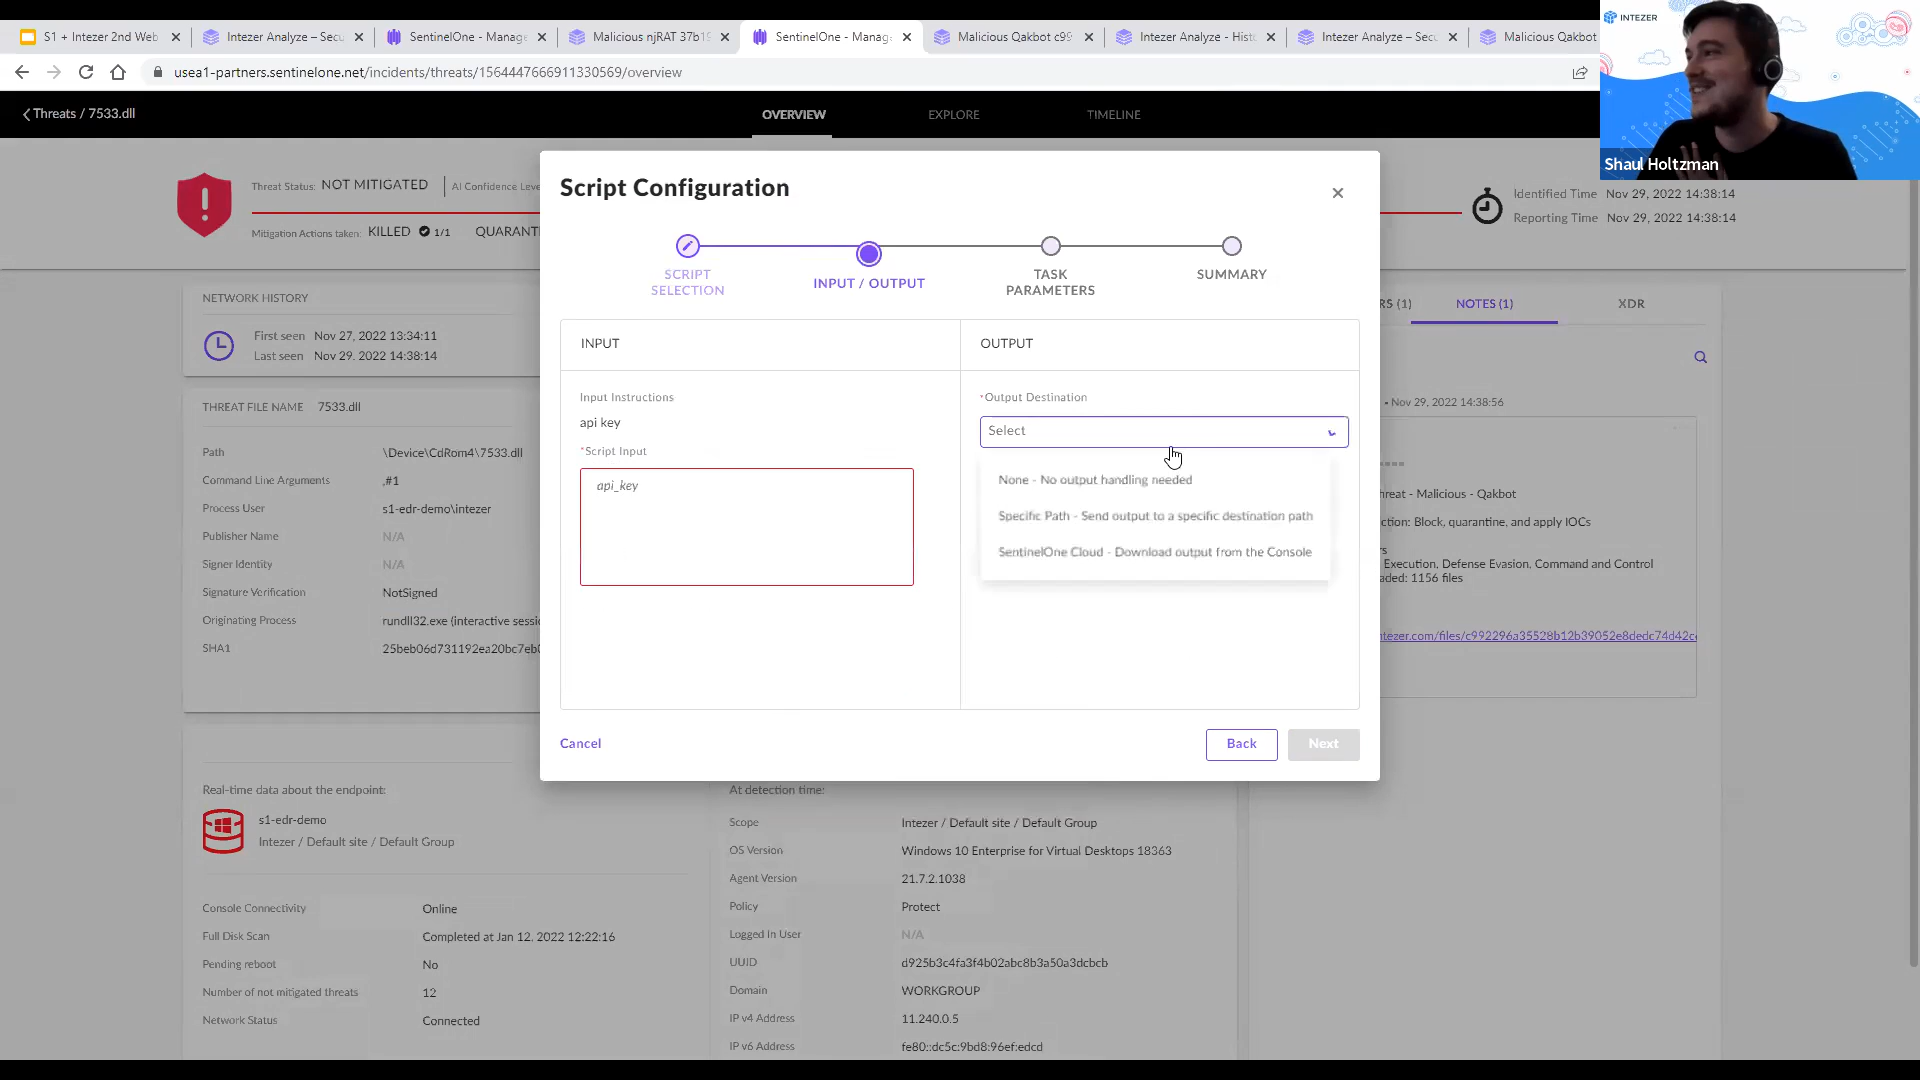 S1 + Intezer 2nd Web
Intezer Analyze – Secu
SentinelOne - Manage
Malicious njRAT 37b19
SentinelOne - Manage
Malicious Qakbot c99
Intezer Analyze - Hist
Intezer Analyze – Secu
Malicious Qakbot
INTEZER
usea1-partners.sentinelone.net/incidents/threats/1564447666911330569/overview
Threats / 7533.dll
OVERVIEW
EXPLORE
TIMELINE
Shaul Holtzman
Threat Status: NOT MITIGATED
AI Confidence Leve
Mitigation Actions taken: KILLED 1/1
QUARANT
Identified Time Nov 29, 2022 14:38:14
Reporting Time Nov 29, 2022 14:38:14
Script Configuration
SCRIPT SELECTION
INPUT / OUTPUT
TASK PARAMETERS
SUMMARY
INPUT
OUTPUT
Input Instructions
api key
*Script Input
api_key
*Output Destination
Select
None - No output handling needed
Specific Path - Send output to a specific destination path
SentinelOne Cloud - Download output from the Console
Cancel
Back
Next
NETWORK HISTORY
First seen Nov 27, 2022 13:34:11
Last seen Nov 29, 2022 14:38:14
THREAT FILE NAME 7533.dll
Path \Device\CdRom4\7533.dll
Command Line Arguments ,#1
Process User s1-edr-demo\intezer
Publisher Name N/A
Signer Identity N/A
Signature Verification NotSigned
Originating Process rundll32.exe (interactive sessi
SHA1 25beb06d731192ea20bc7eb0
RS (1)
NOTES (1)
XDR
• Nov 29, 2022 14:38:56
====
hreat - Malicious - Qakbot
ction: Block, quarantine, and apply IOCs
rs
Execution, Defense Evasion, Command and Control
aded: 1156 files
ntezer.com/files/c992296a35528b12b39052e8dedc74d42ce
Real-time data about the endpoint:
s1-edr-demo
Intezer / Default site / Default Group
Console Connectivity Online
Full Disk Scan Completed at Jan 12, 2022 12:22:16
Pending reboot No
Number of not mitigated threats 12
Network Status Connected
At detection time:
Scope Intezer / Default site / Default Group
OS Version Windows 10 Enterprise for Virtual Desktops 18363
Agent Version 21.7.2.1038
Policy Protect
Logged In User N/A
UUID d925b3c4fa3f4b02abc8b3a50a3dcbcb
Domain WORKGROUP
IP v4 Address 11.240.0.5
IP v6 Address fe80::dc5c:9bd8:96ef:edcd